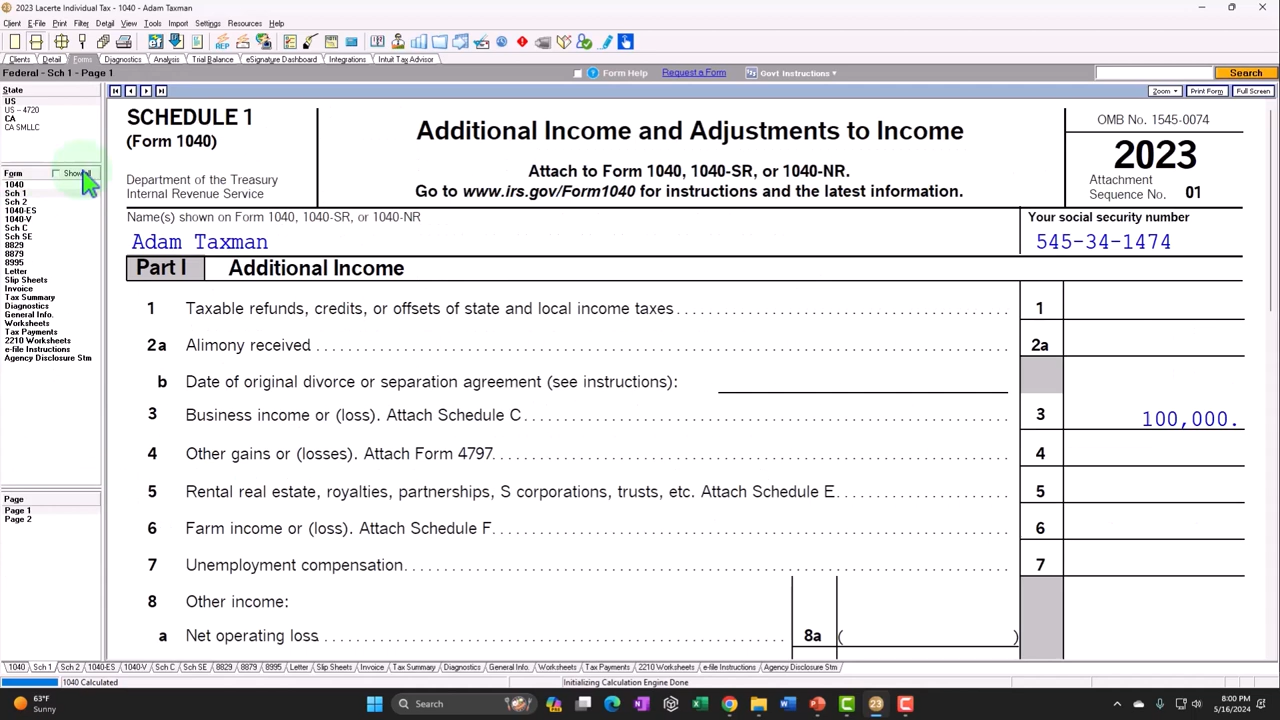 2023 Lacerte Individual Tax - 1040 - Adam Taxman
Client E-File Print Filter Detail View Tools Import Settings Resources Help
Clients Detail Forms Diagnostics Analysis Trial Balance eSignature Dashboard Integrations Intuit Tax Advisor
Federal - Sch 1 - Page 1
Form Help Request a Form Govt Instructions Search
State
US
US - 4720
CA
CA SMLLC
Zoom Print Form Full Screen
Form
1040
Sch 1
Sch 2
1040-ES
1040-V
Sch C
Sch SE
8829
8879
8995
Letter
Slip Sheets
Invoice
Tax Summary
Diagnostics
General Info.
Worksheets
Tax Payments
2210 Worksheets
e-file Instructions
Agency Disclosure Stm
Page
Page 1
Page 2
SCHEDULE 1
(Form 1040)
Department of the Treasury
Internal Revenue Service
Additional Income and Adjustments to Income
Attach to Form 1040, 1040-SR, or 1040-NR.
Go to www.irs.gov/Form1040 for instructions and the latest information.
OMB No. 1545-0074
2023
Attachment
Sequence No. 01
Name(s) shown on Form 1040, 1040-SR, or 1040-NR
Your social security number
Adam Taxman
545-34-1474
Part I Additional Income
1 Taxable refunds, credits, or offsets of state and local income taxes 1
2a Alimony received 2a
b Date of original divorce or separation agreement (see instructions):
3 Business income or (loss). Attach Schedule C 3 100,000.
4 Other gains or (losses). Attach Form 4797 4
5 Rental real estate, royalties, partnerships, S corporations, trusts, etc. Attach Schedule E 5
6 Farm income or (loss). Attach Schedule F 6
7 Unemployment compensation 7
8 Other income:
a Net operating loss 8a ( )
1040 Sch 1 Sch 2 1040-ES 1040-V Sch C Sch SE 8829 8879 8995 Letter Slip Sheets Invoice Tax Summary Diagnostics General Info. Worksheets Tax Payments 2210 Worksheets e-file Instructions Agency Disclosure Stm
1040 Calculated
Initializing Calculation Engine Done
63°F
Sunny
Search
23
8:00 PM
5/16/2024